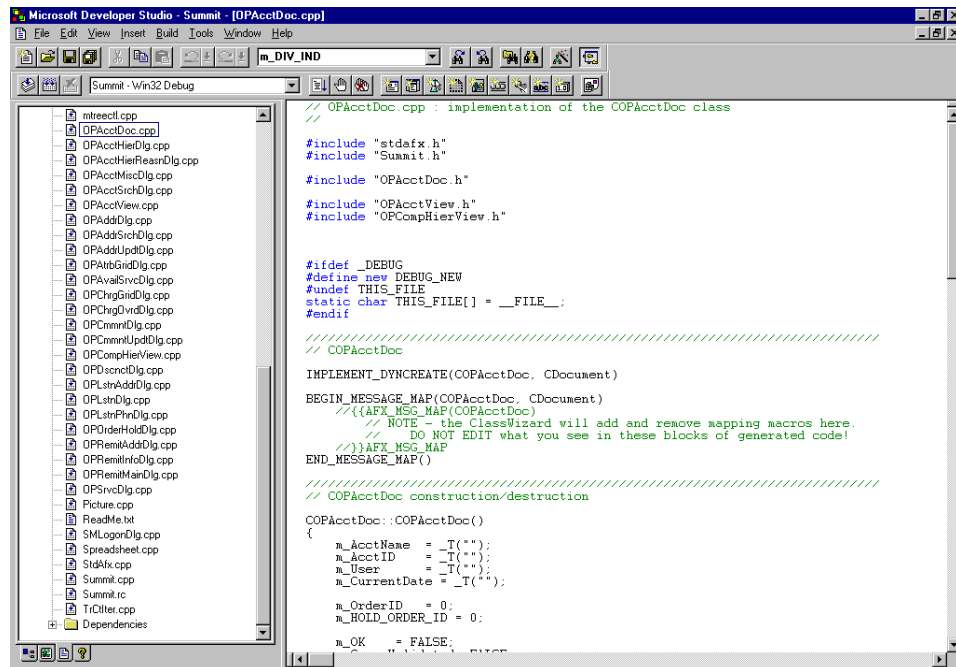 Microsoft Developer Studio - Summit - [OPAcctDoc.cpp]
File Edit View Insert Build Tools Window Help
m_DIV_IND
Summit - Win32 Debug
mtreectl.cpp
OPAcctDoc.cpp
OPAcctHierDlg.cpp
OPAcctHierReasnDlg.cpp
OPAcctMiscDlg.cpp
OPAcctSrchDlg.cpp
OPAcctView.cpp
OPAddrDlg.cpp
OPAddrSrchDlg.cpp
OPAddrUpdtDlg.cpp
OPAtrbGridDlg.cpp
OPAvailSrvcDlg.cpp
OPChrgGridDlg.cpp
OPChrgOvrdDlg.cpp
OPCmmntDlg.cpp
OPCmmntUpdtDlg.cpp
OPCompHierView.cpp
OPDscnctDlg.cpp
OPLstnAddrDlg.cpp
OPLstnDlg.cpp
OPLstnPhnDlg.cpp
OPOrderHoldDlg.cpp
OPRemitAddrDlg.cpp
OPRemitInfoDlg.cpp
OPRemitMainDlg.cpp
OPSrvcDlg.cpp
Picture.cpp
ReadMe.txt
SMLogonDlg.cpp
Spreadsheet.cpp
StdAfx.cpp
Summit.cpp
Summit.rc
TrCtlIter.cpp
Dependencies
// OPAcctDoc.cpp : implementation of the COPAcctDoc class
//
#include "stdafx.h"
#include "Summit.h"
#include "OPAcctDoc.h"
#include "OPAcctView.h"
#include "OPCompHierView.h"
#ifdef _DEBUG
#define new DEBUG_NEW
#undef THIS_FILE
static char THIS_FILE[] = __FILE__;
#endif
/////////////////////////////////////////////////////////////////////////////
// COPAcctDoc
IMPLEMENT_DYNCREATE(COPAcctDoc, CDocument)
BEGIN_MESSAGE_MAP(COPAcctDoc, CDocument)
//{{AFX_MSG_MAP(COPAcctDoc)
// NOTE - the ClassWizard will add and remove mapping macros here.
// DO NOT EDIT what you see in these blocks of generated code!
//}}AFX_MSG_MAP
END_MESSAGE_MAP()
/////////////////////////////////////////////////////////////////////////////
// COPAcctDoc construction/destruction
COPAcctDoc::COPAcctDoc()
{
m_AcctName = _T("");
m_AcctID = _T("");
m_User = _T("");
m_CurrentDate = _T("");
m_OrderID = 0;
m_HOLD_ORDER_ID = 0;
m_OK = FALSE;